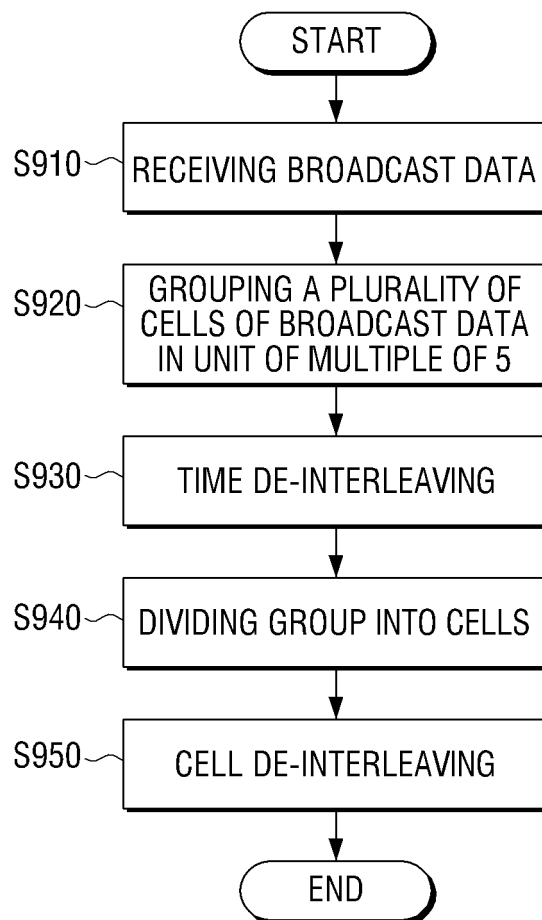 START
S910
RECEIVING BROADCAST DATA
S920
GROUPING A PLURALITY OF
CELLS OF BROADCAST DATA
IN UNIT OF MULTIPLE OF 5
S930
TIME DE-INTERLEAVING
S940
DIVIDING GROUP INTO CELLS
S950
CELL DE-INTERLEAVING
END